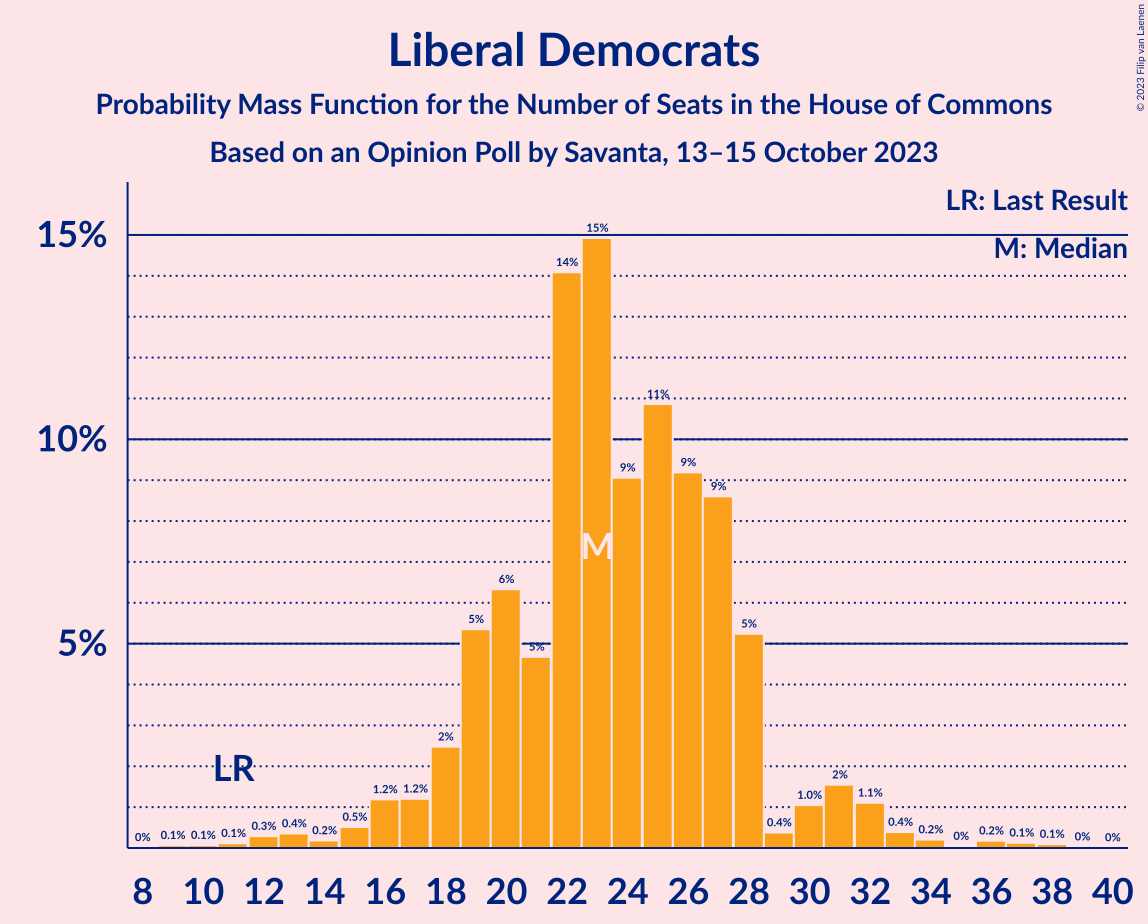 Liberal Democrats
Probability Mass Function for the Number of Seats in the House of Commons
Based on an Opinion Poll by Savanta, 13–15 October 2023
© 2023 Filip van Laenen
LR: Last Result
M: Median
15%
10%
5%
0% 0.1% 0.1% 0.1% 0.3% 0.4% 0.2% 0.5% 1.2% 1.2% 2% 5% 6% 5% 14% 15% 9% 11% 9% 9% 5% 0.4% 1.0% 2% 1.1% 0.4% 0.2% 0% 0.2% 0.1% 0.1% 0% 0%
M
LR
8 10 12 14 16 18 20 22 24 26 28 30 32 34 36 38 40